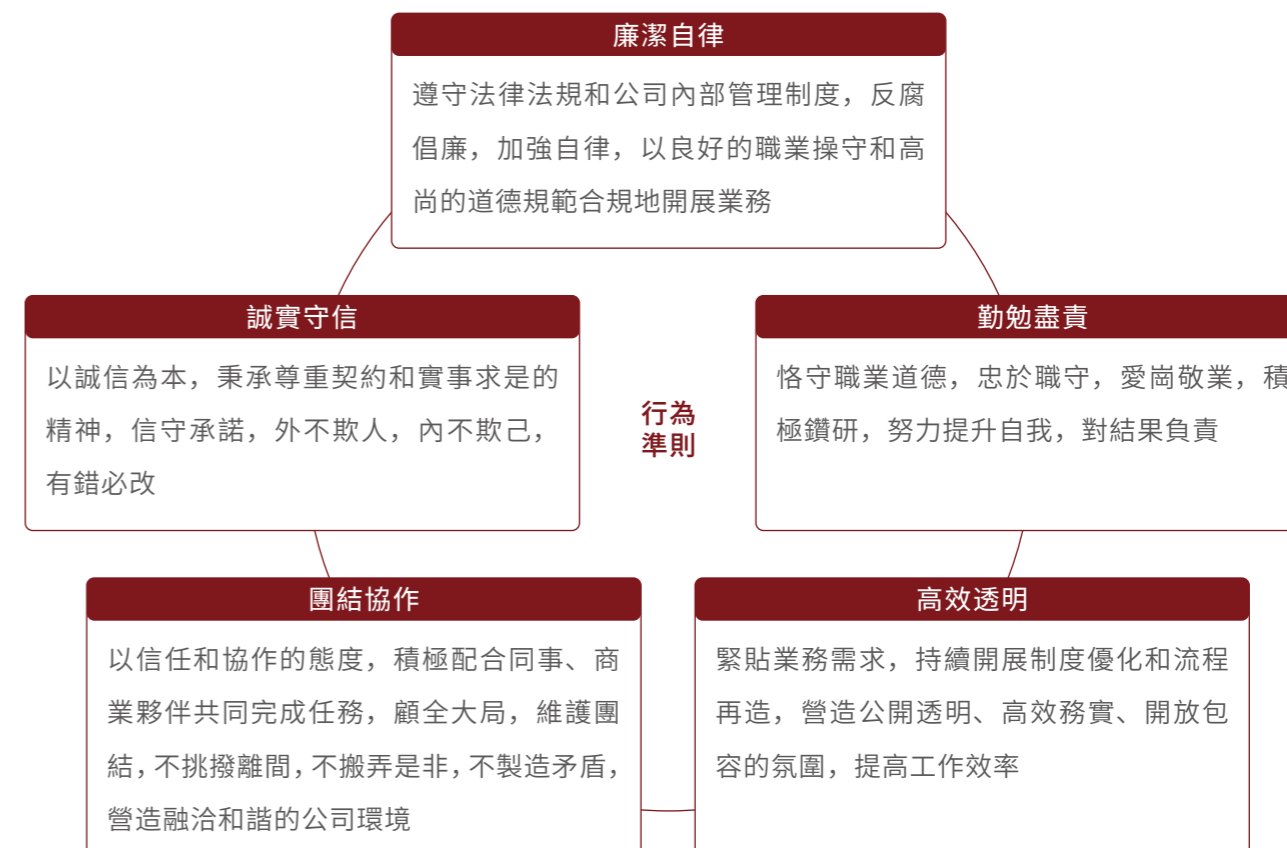 廉潔自律
遵守法律法規和公司內部管理制度，反腐
倡廉，加強自律，以良好的職業操守和高
尚的道德規範合規地開展業務
誠實守信
以誠信為本，秉承尊重契約和實事求是的
精神，信守承諾，外不欺人，內不欺己，
有錯必改
行為
準則
勤勉盡責
恪守職業道德，忠於職守，愛崗敬業，積
極鑽研，努力提升自我，對結果負責
團結協作
以信任和協作的態度，積極配合同事、商
業夥伴共同完成任務，顧全大局，維護團
結，不挑撥離間，不搬弄是非，不製造矛盾，
營造融洽和諧的公司環境
高效透明
緊貼業務需求，持續開展制度優化和流程
再造，營造公開透明、高效務實、開放包
容的氛圍，提高工作效率